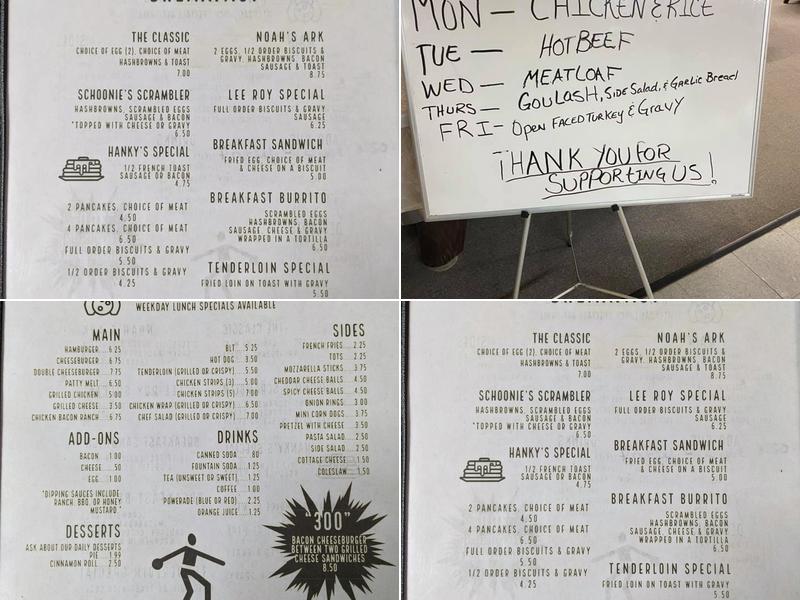 THE CLASSIC
CHOICE OF EGG (2), CHOICE OF MEAT
HASHBROWNS & TOAST
7.00
SCHOONIE'S SCRAMBLER
HASHBROWNS, SCRAMBLED EGGS
SAUSAGE & BACON
*TOPPED WITH CHEESE OR GRAVY
6.50
HANKY'S SPECIAL
1/2 FRENCH TOAST
SAUSAGE OR BACON
4.75
2 PANCAKES, CHOICE OF MEAT
4.50
4 PANCAKES, CHOICE OF MEAT
6.50
FULL ORDER BISCUITS & GRAVY
5.50
1/2 ORDER BISCUITS & GRAVY
4.25
NOAH'S ARK
2 EGGS, 1/2 ORDER BISCUITS &
GRAVY, HASHBROWNS, BACON
SAUSAGE & TOAST
8.75
LEE ROY SPECIAL
FULL ORDER BISCUITS & GRAVY
SAUSAGE
6.25
BREAKFAST SANDWICH
FRIED EGG, CHOICE OF MEAT
& CHEESE ON A BISCUIT
5.00
BREAKFAST BURRITO
SCRAMBLED EGGS
HASHBROWNS, BACON
SAUSAGE, CHEESE & GRAVY
WRAPPED IN A TORTILLA
6.50
TENDERLOIN SPECIAL
FRIED LOIN ON TOAST WITH GRAVY
5.50
MON — CHICKEN & RICE
TUE — HOT BEEF
WED — MEATLOAF
THURS — GOULASH, SIDE SALAD, & GARLIC BREAD
FRI — OPEN FACED TURKEY & GRAVY
THANK YOU FOR
SUPPORTING US!
WEEKDAY LUNCH SPECIALS AVAILABLE
MAIN
HAMBURGER....6.25
CHEESEBURGER....6.75
DOUBLE CHEESEBURGER....7.75
PATTY MELT....6.50
GRILLED CHICKEN....5.00
GRILLED CHEESE....3.50
CHICKEN BACON RANCH....6.75
BLT....5.25
HOT DOG....3.50
TENDERLOIN (GRILLED OR CRISPY)....5.50
CHICKEN STRIPS (3)....5.00
CHICKEN STRIPS (5)....7.00
CHICKEN WRAP (GRILLED OR CRISPY)....6.50
CHEF SALAD (GRILLED OR CRISPY)....7.00
SIDES
FRENCH FRIES....2.25
TOTS....2.25
MOZZARELLA STICKS....3.75
CHEDDAR CHEESE BALLS....4.50
SPICY CHEESE BALLS....4.50
ONION RINGS....3.00
MINI CORN DOGS....3.75
PRETZEL WITH CHEESE....3.50
PASTA SALAD....2.50
SIDE SALAD....2.50
COTTAGE CHEESE....1.50
COLESLAW....1.50
ADD-ONS
BACON....1.00
CHEESE....50
EGG....1.00
*DIPPING SAUCES INCLUDE
RANCH, BBQ, OR HONEY
MUSTARD.*
DRINKS
CANNED SODA....80
FOUNTAIN SODA....1.25
TEA (UNSWEET OR SWEET)....1.25
COFFEE....1.00
POWERADE (BLUE OR RED)....2.25
ORANGE JUICE....1.25
DESSERTS
ASK ABOUT OUR DAILY DESSERTS
PIE....1.99
CINNAMON ROLL....2.50
"300"
BACON CHEESEBURGER
BETWEEN TWO GRILLED
CHEESE SANDWICHES
8.50
THE CLASSIC
CHOICE OF EGG (2), CHOICE OF MEAT
HASHBROWNS & TOAST
7.00
SCHOONIE'S SCRAMBLER
HASHBROWNS, SCRAMBLED EGGS
SAUSAGE & BACON
*TOPPED WITH CHEESE OR GRAVY
6.50
HANKY'S SPECIAL
1/2 FRENCH TOAST
SAUSAGE OR BACON
4.75
2 PANCAKES, CHOICE OF MEAT
4.50
4 PANCAKES, CHOICE OF MEAT
6.50
FULL ORDER BISCUITS & GRAVY
5.50
1/2 ORDER BISCUITS & GRAVY
4.25
NOAH'S ARK
2 EGGS, 1/2 ORDER BISCUITS &
GRAVY, HASHBROWNS, BACON
SAUSAGE & TOAST
8.75
LEE ROY SPECIAL
FULL ORDER BISCUITS & GRAVY
SAUSAGE
6.25
BREAKFAST SANDWICH
FRIED EGG, CHOICE OF MEAT
& CHEESE ON A BISCUIT
5.00
BREAKFAST BURRITO
SCRAMBLED EGGS
HASHBROWNS, BACON
SAUSAGE, CHEESE & GRAVY
WRAPPED IN A TORTILLA
6.50
TENDERLOIN SPECIAL
FRIED LOIN ON TOAST WITH GRAVY
5.50